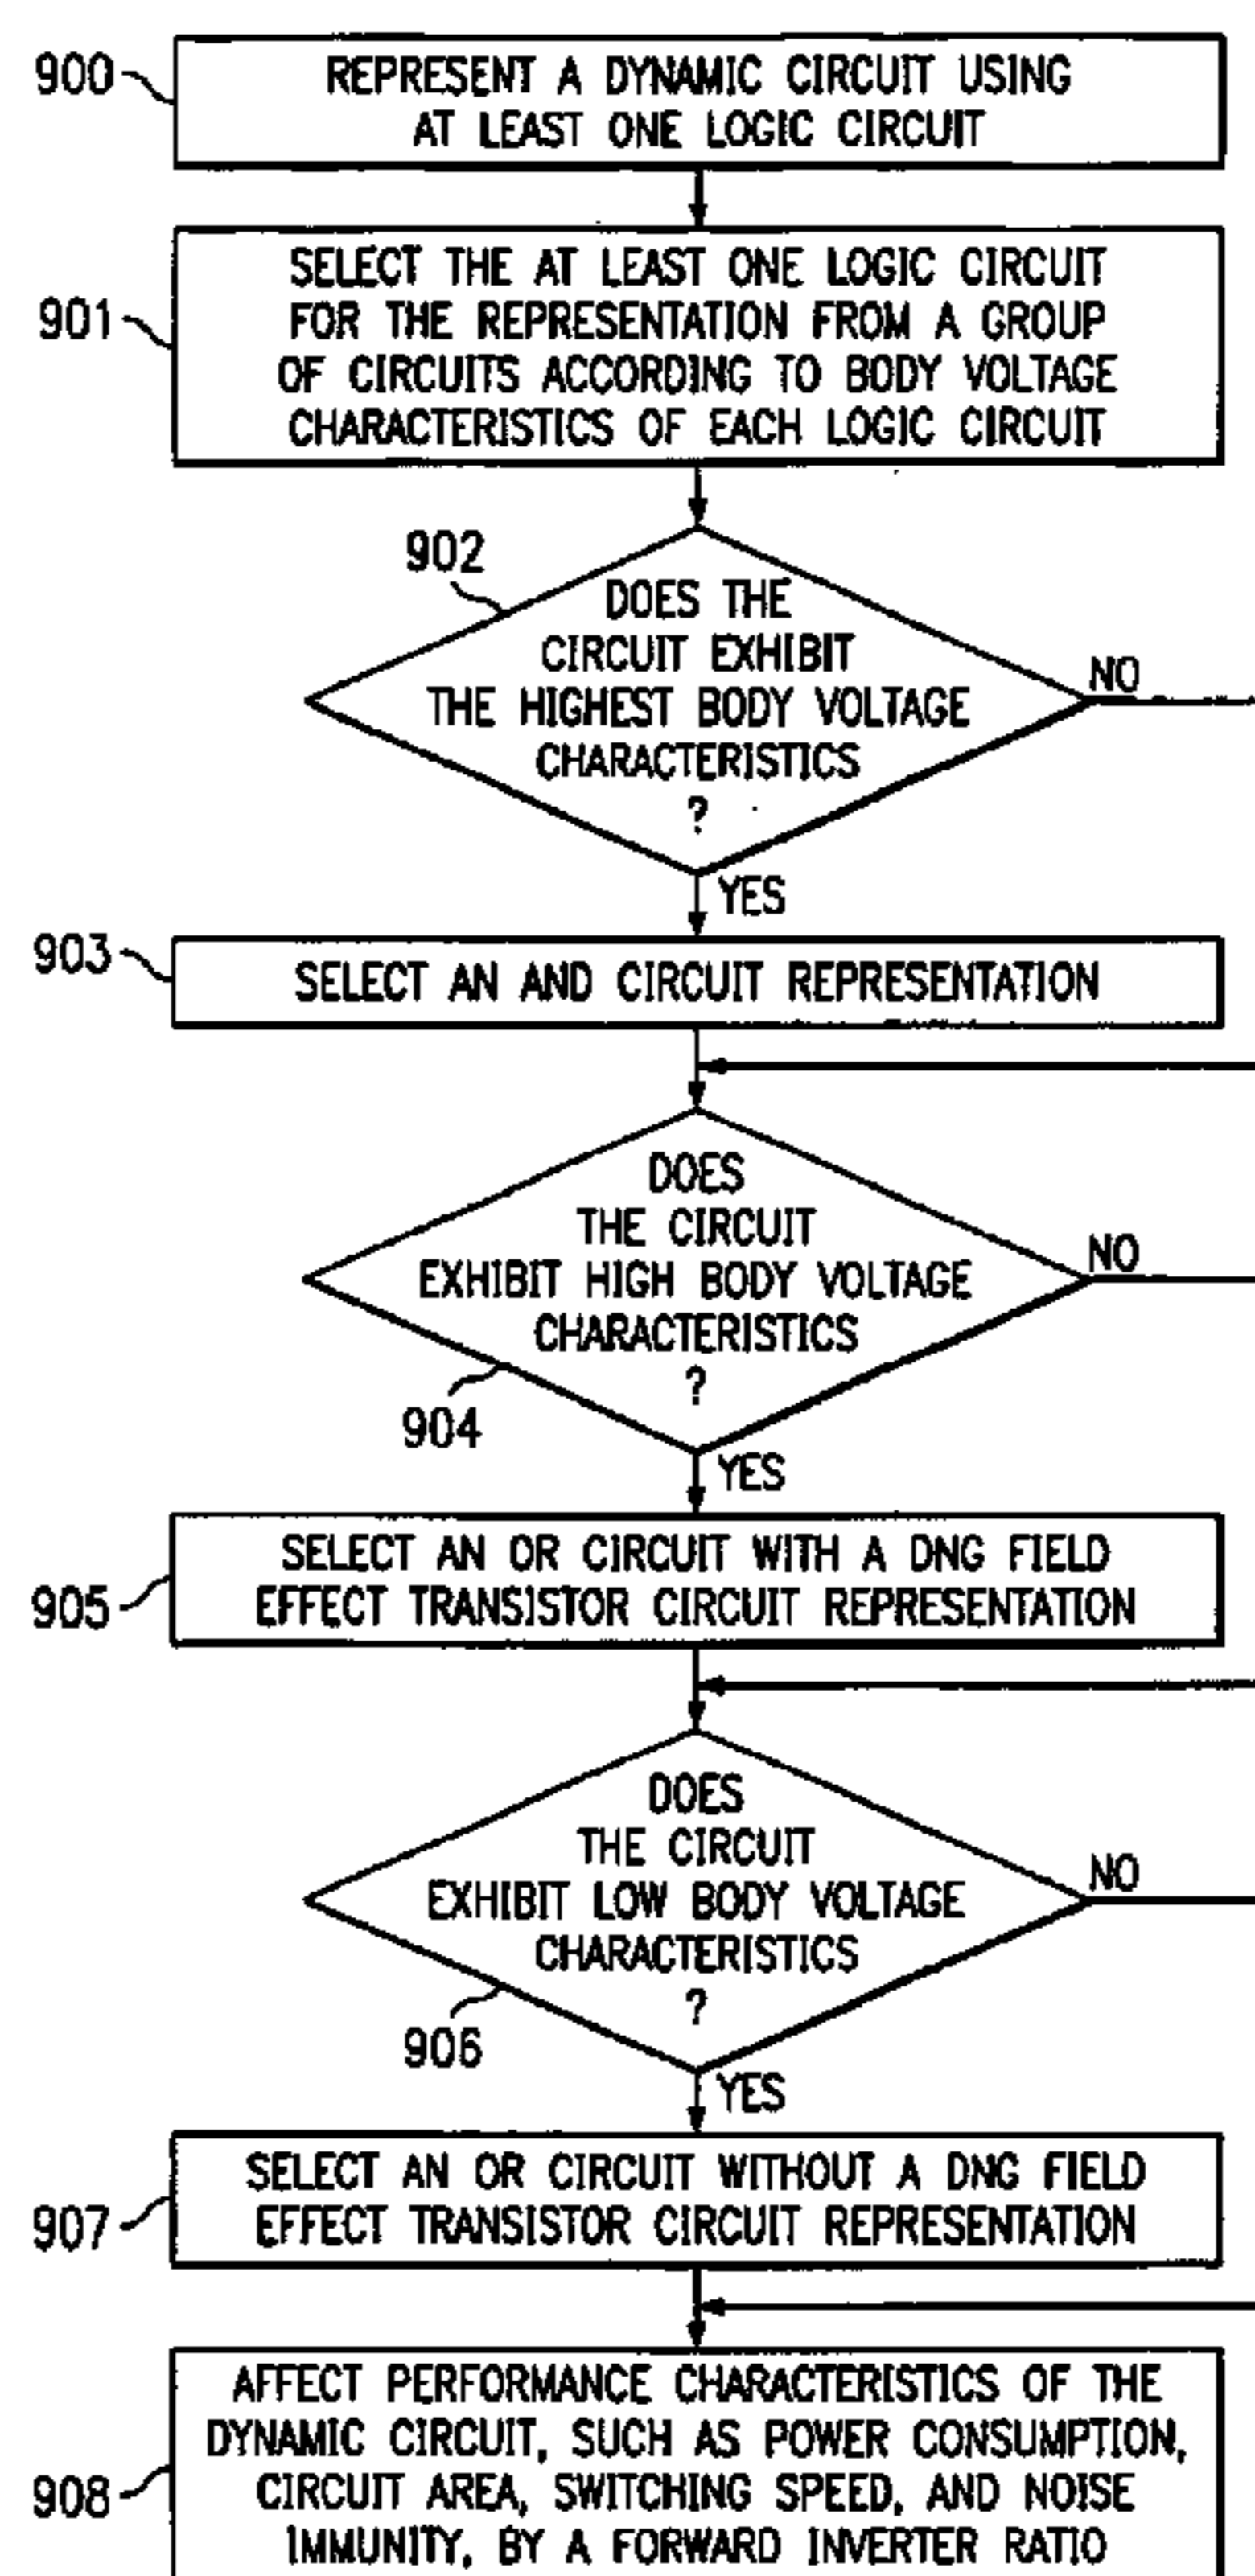 900
REPRESENT A DYNAMIC CIRCUIT USING
AT LEAST ONE LOGIC CIRCUIT
901
SELECT THE AT LEAST ONE LOGIC CIRCUIT
FOR THE REPRESENTATION FROM A GROUP
OF CIRCUITS ACCORDING TO BODY VOLTAGE
CHARACTERISTICS OF EACH LOGIC CIRCUIT
902
DOES THE
CIRCUIT EXHIBIT
THE HIGHEST BODY VOLTAGE
CHARACTERISTICS
?
NO
YES
903
SELECT AN AND CIRCUIT REPRESENTATION
DOES
THE CIRCUIT
EXHIBIT HIGH BODY VOLTAGE
CHARACTERISTICS
?
NO
904
YES
905
SELECT AN OR CIRCUIT WITH A DNG FIELD
EFFECT TRANSISTOR CIRCUIT REPRESENTATION
DOES
THE CIRCUIT
EXHIBIT LOW BODY VOLTAGE
CHARACTERISTICS
?
NO
906
YES
907
SELECT AN OR CIRCUIT WITHOUT A DNG FIELD
EFFECT TRANSISTOR CIRCUIT REPRESENTATION
908
AFFECT PERFORMANCE CHARACTERISTICS OF THE
DYNAMIC CIRCUIT, SUCH AS POWER CONSUMPTION,
CIRCUIT AREA, SWITCHING SPEED, AND NOISE
IMMUNITY, BY A FORWARD INVERTER RATIO